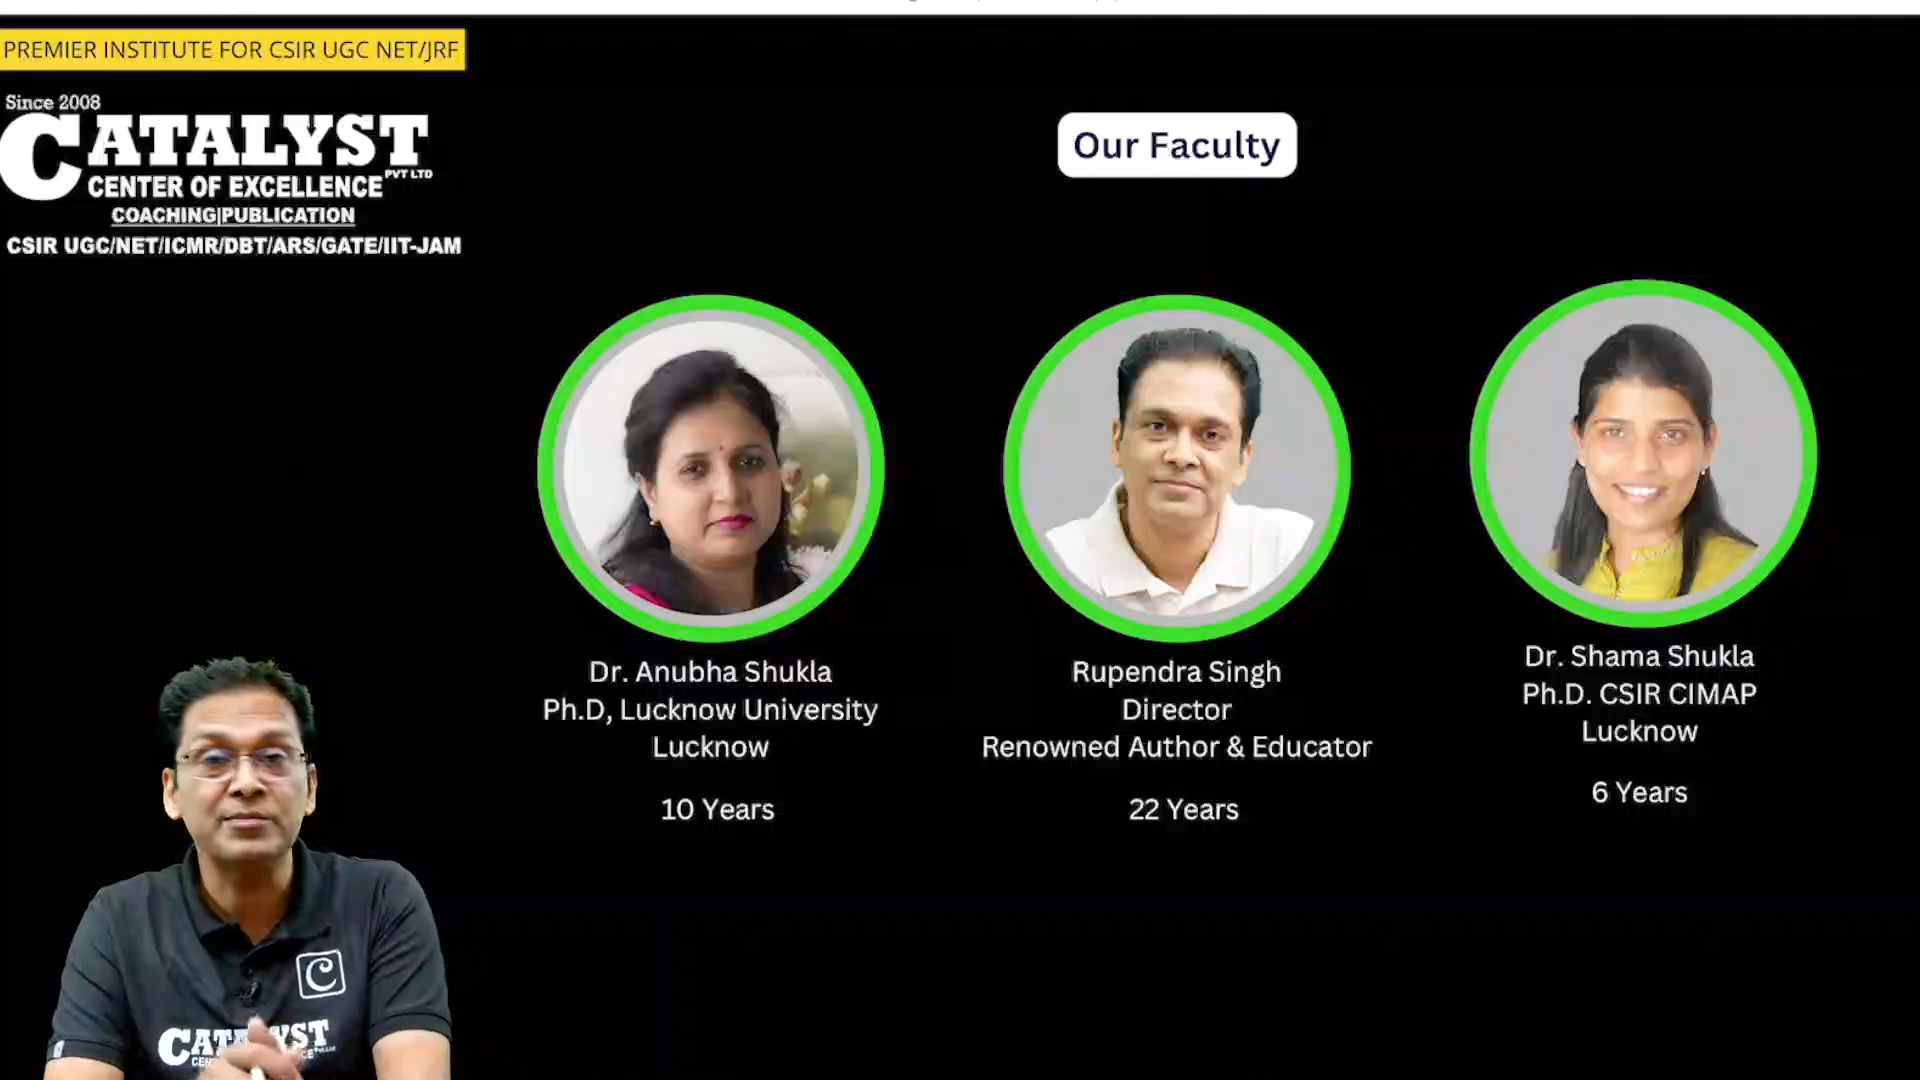 PREMIER INSTITUTE FOR CSIR UGC NET/JRF
Since 2008
CATALYST
CENTER OF EXCELLENCE PVT LTD
COACHING|PUBLICATION
CSIR UGC/NET/ICMR/DBT/ARS/GATE/IIT-JAM
Our Faculty
Dr. Anubha Shukla
Ph.D, Lucknow University
Lucknow
10 Years
Rupendra Singh
Director
Renowned Author & Educator
22 Years
Dr. Shama Shukla
Ph.D. CSIR CIMAP
Lucknow
6 Years
C